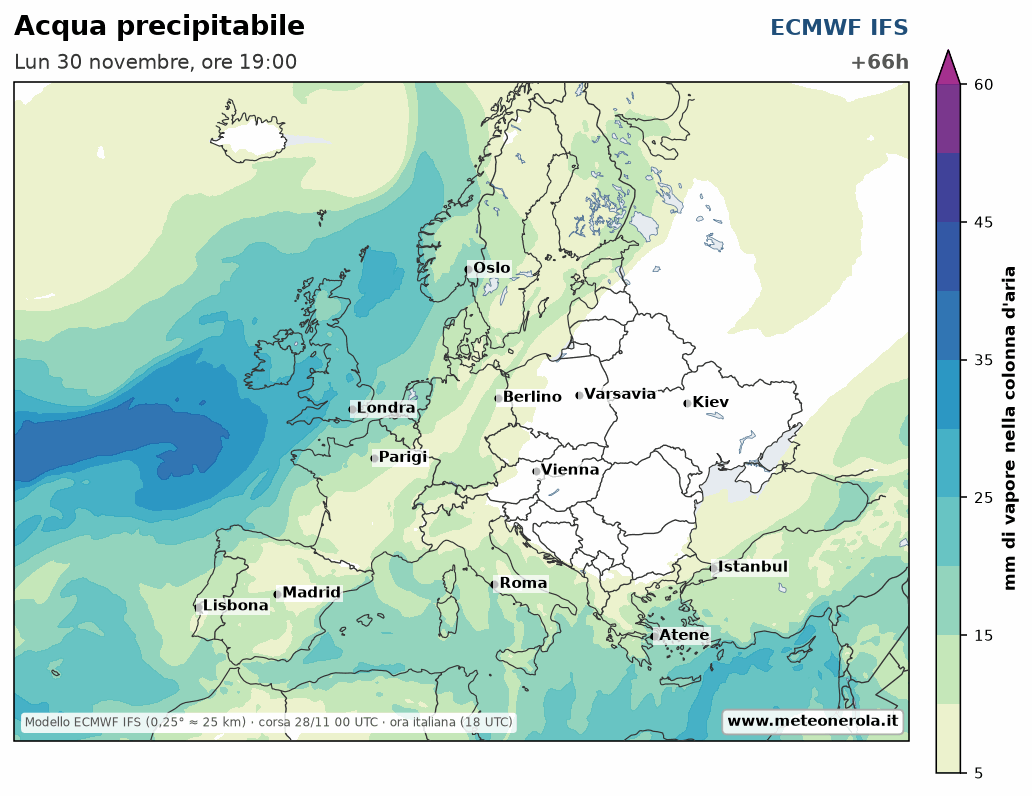 Acqua precipitabile
ECMWF IFS
Lun 30 novembre, ore 19:00
+66h
60
45
35
25
15
5
mm di vapore nella colonna d'aria
Oslo
Berlino
Varsavia
Kiev
Londra
Parigi
Vienna
Istanbul
Roma
Madrid
Lisbona
Atene
Modello ECMWF IFS (0,25° ≈ 25 km) · corsa 28/11 00 UTC · ora italiana (18 UTC)
www.meteonerola.it